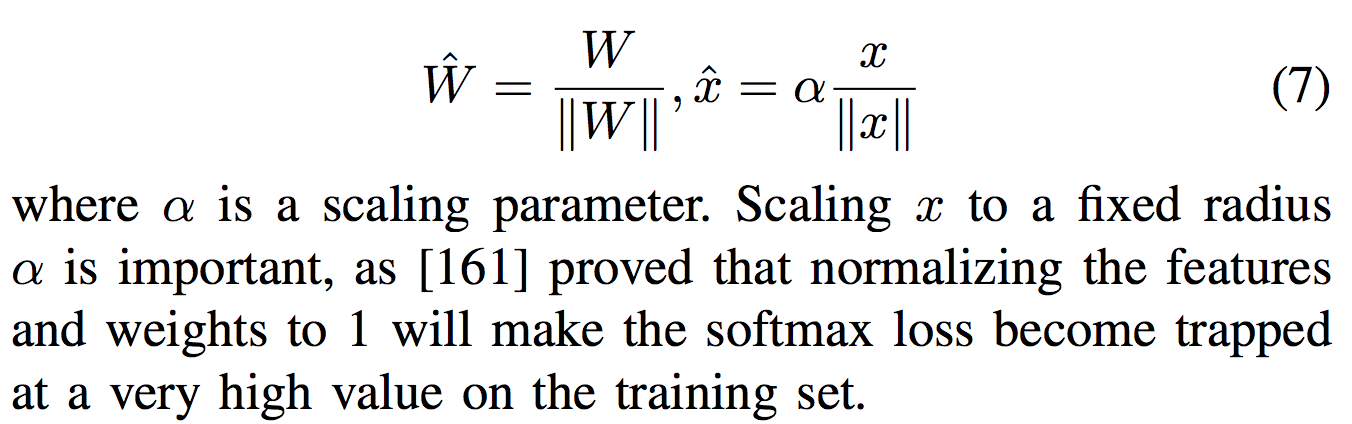 Ŵ = W / ‖W‖, x̂ = α x / ‖x‖ (7)
where α is a scaling parameter. Scaling x to a fixed radius
α is important, as [161] proved that normalizing the features
and weights to 1 will make the softmax loss become trapped
at a very high value on the training set.